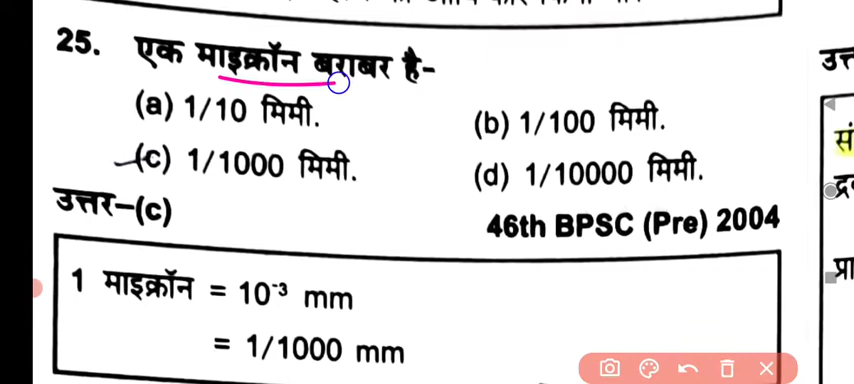 25. एक माइक्रॉन बराबर है-
(a) 1/10 मिमी.
(b) 1/100 मिमी.
(c) 1/1000 मिमी.
(d) 1/10000 मिमी.
उत्तर–(c)
46th BPSC (Pre) 2004
1 माइक्रॉन = 10⁻³ mm
= 1/1000 mm